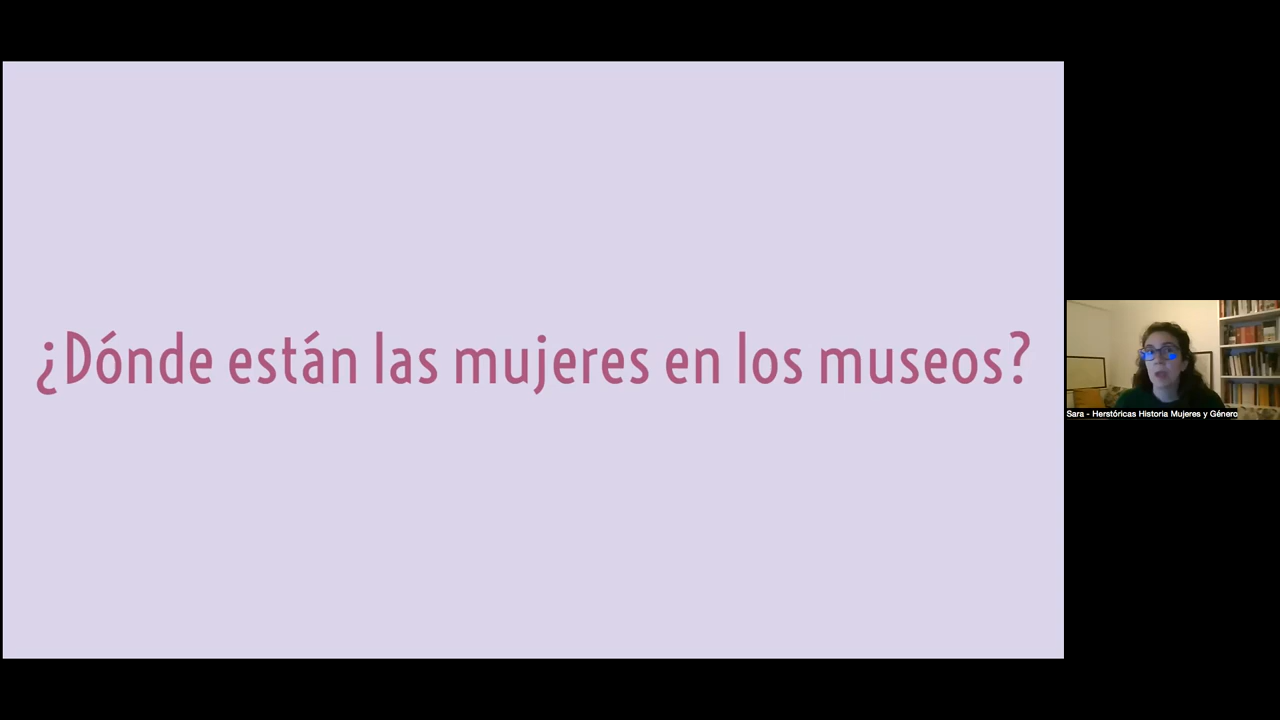 ¿Dónde están las mujeres en los museos?
Sara - Herstóricas Historia Mujeres y Género